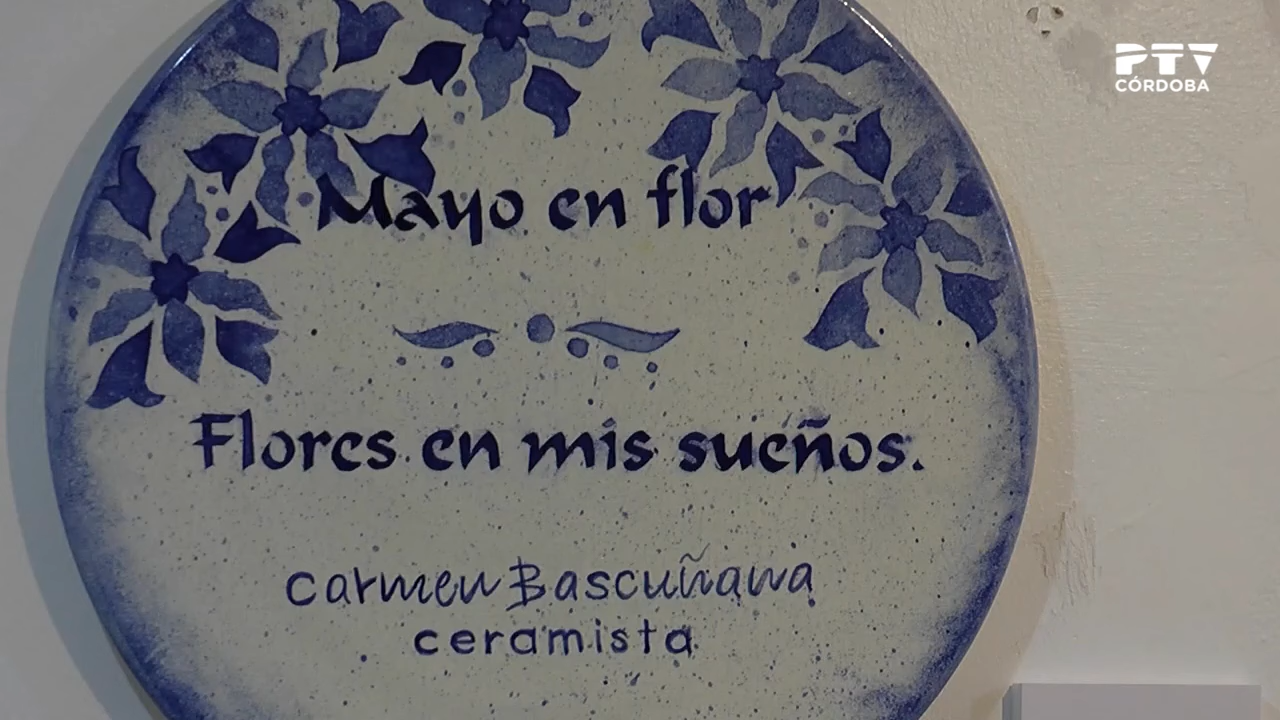 PTV
CÓRDOBA
Mayo en flor
Flores en mis sueños.
Carmen Bascuñana
ceramista